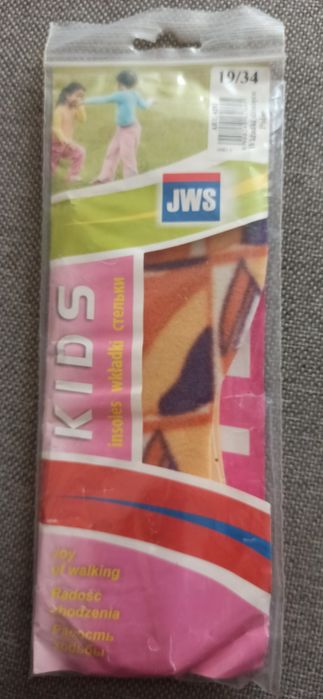 19/34
JWS
KIDS
insoles wkładki стельки
Joy
of walking
Radość
chodzenia
Радость
ходьбы